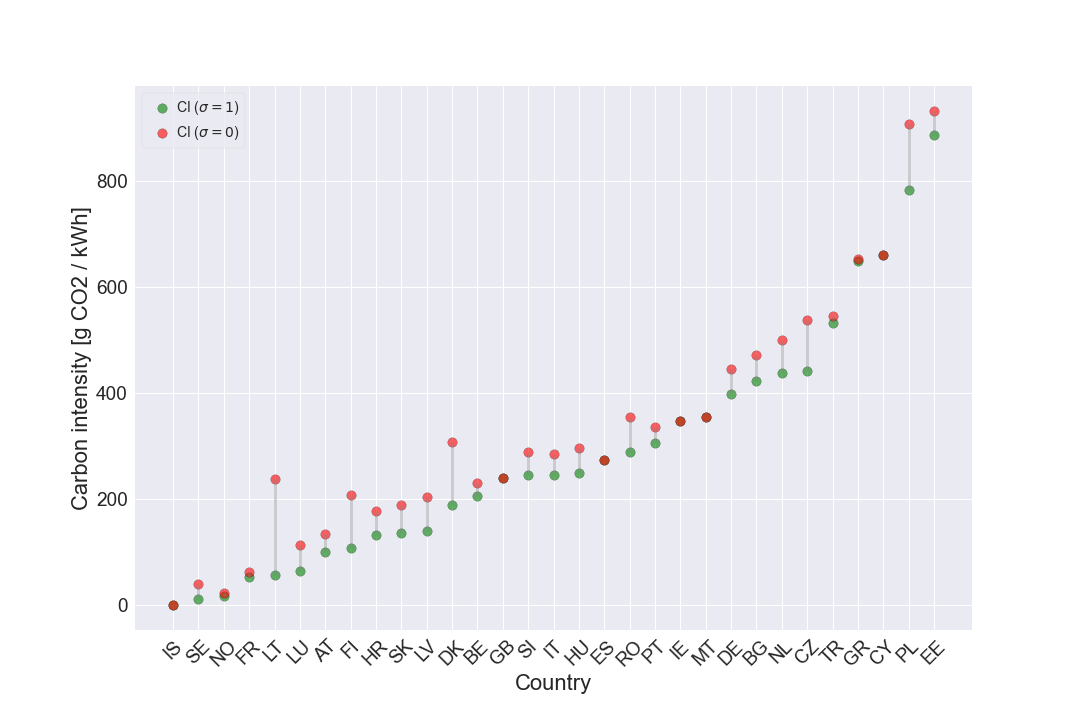 CI (σ = 1)
CI (σ = 0)
Carbon intensity [g CO2 / kWh]
800
600
400
200
0
IS SE NO FR LT LU AT FI HR SK LV DK BE GB SI IT HU ES RO PT IE MT DE BG NL CZ TR GR CY PL EE
Country